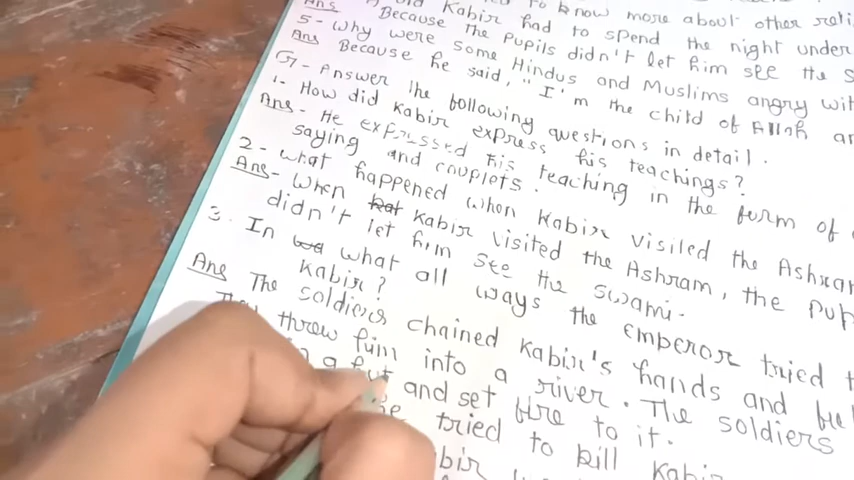 Ans
Did Kabir had to spend the night under
to know more about other reli
Because The Pupils didn't let him see the S
5- Why were some Hindus and Muslims angry wit
Ans Because he said, "I'm the child of Allah an
G- Answer the following questions in detail.
1- How did Kabir express his teachings?
Ans- He expressed his teaching in the furm of
saying and couplets.
2- What happened when Kabir visiled the Ashram
Ans- When Kabir visited the Ashram, the pup
didn't let him see the swami.
3. In what all ways the emperor tried t
Kabir?
Ans The soldiers chained Kabir's hands and
threw him into a river. The soldiers
a hut and set fire to it.
tried to kill Kabir